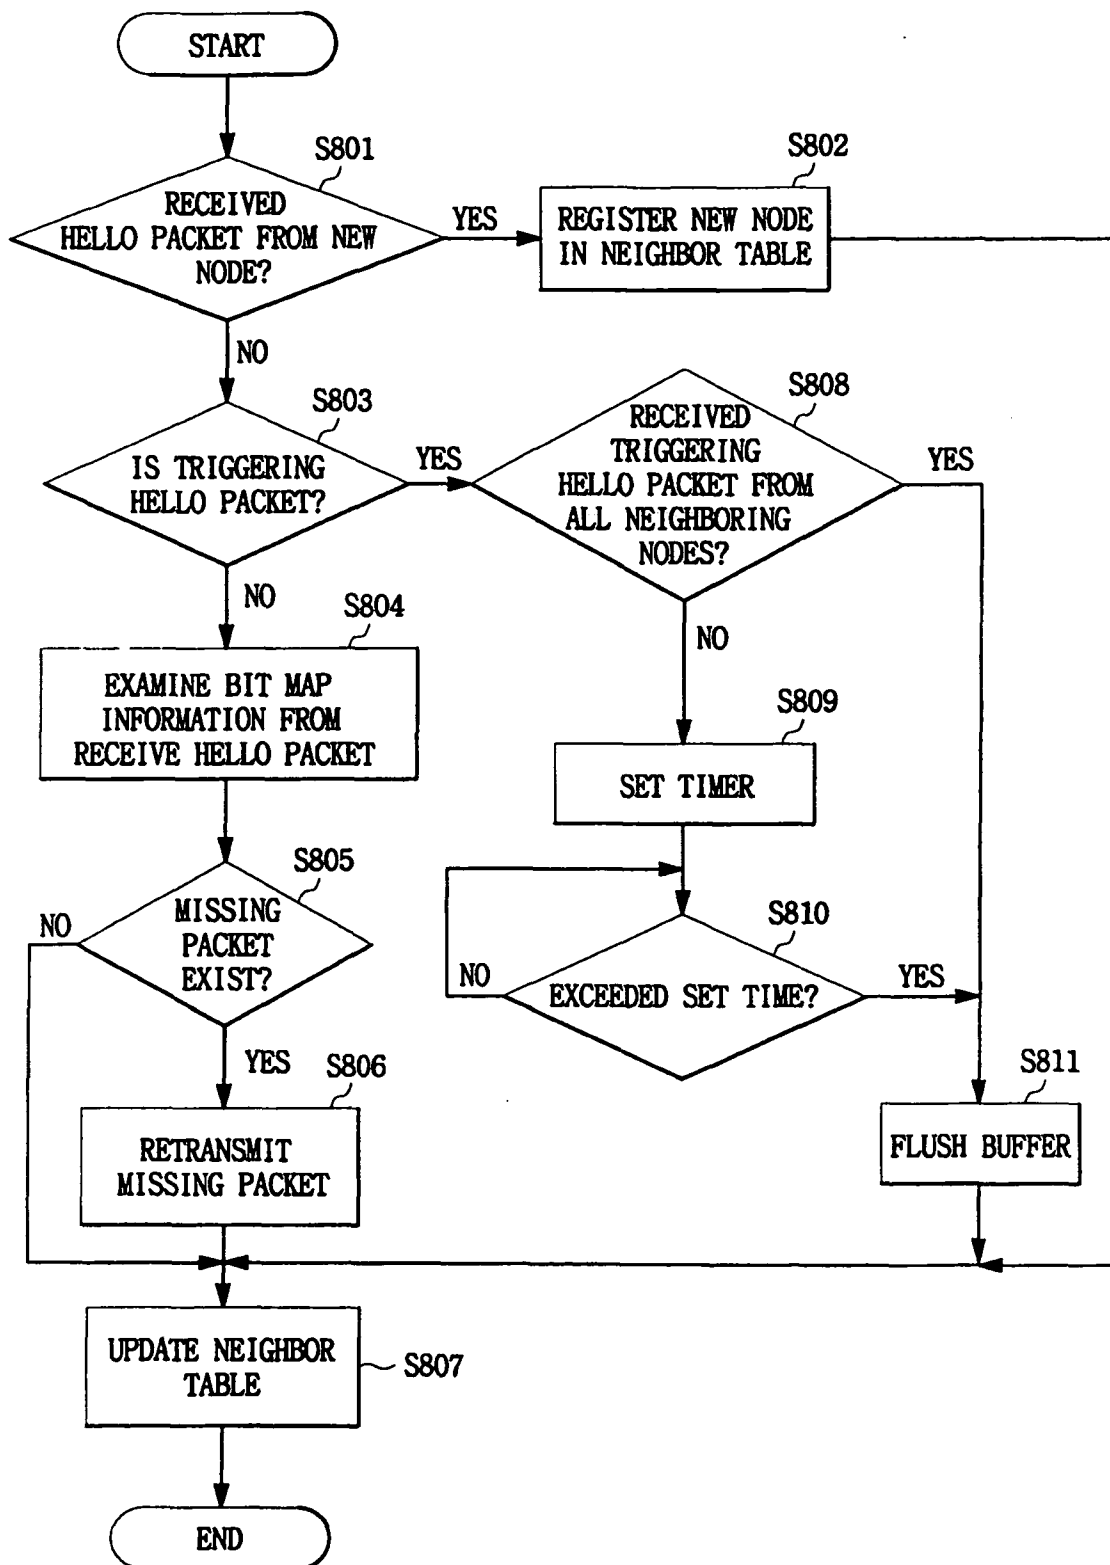 START
S801
RECEIVED
HELLO PACKET FROM NEW
NODE?
YES
S802
REGISTER NEW NODE
IN NEIGHBOR TABLE
NO
S803
IS TRIGGERING
HELLO PACKET?
YES
S808
RECEIVED
TRIGGERING
HELLO PACKET FROM
ALL NEIGHBORING
NODES?
YES
NO
NO
S804
EXAMINE BIT MAP
INFORMATION FROM
RECEIVE HELLO PACKET
S809
SET TIMER
S805
MISSING
PACKET
EXIST?
NO
YES
S810
EXCEEDED SET TIME?
NO
YES
S806
RETRANSMIT
MISSING PACKET
S811
FLUSH BUFFER
UPDATE NEIGHBOR
TABLE
S807
END